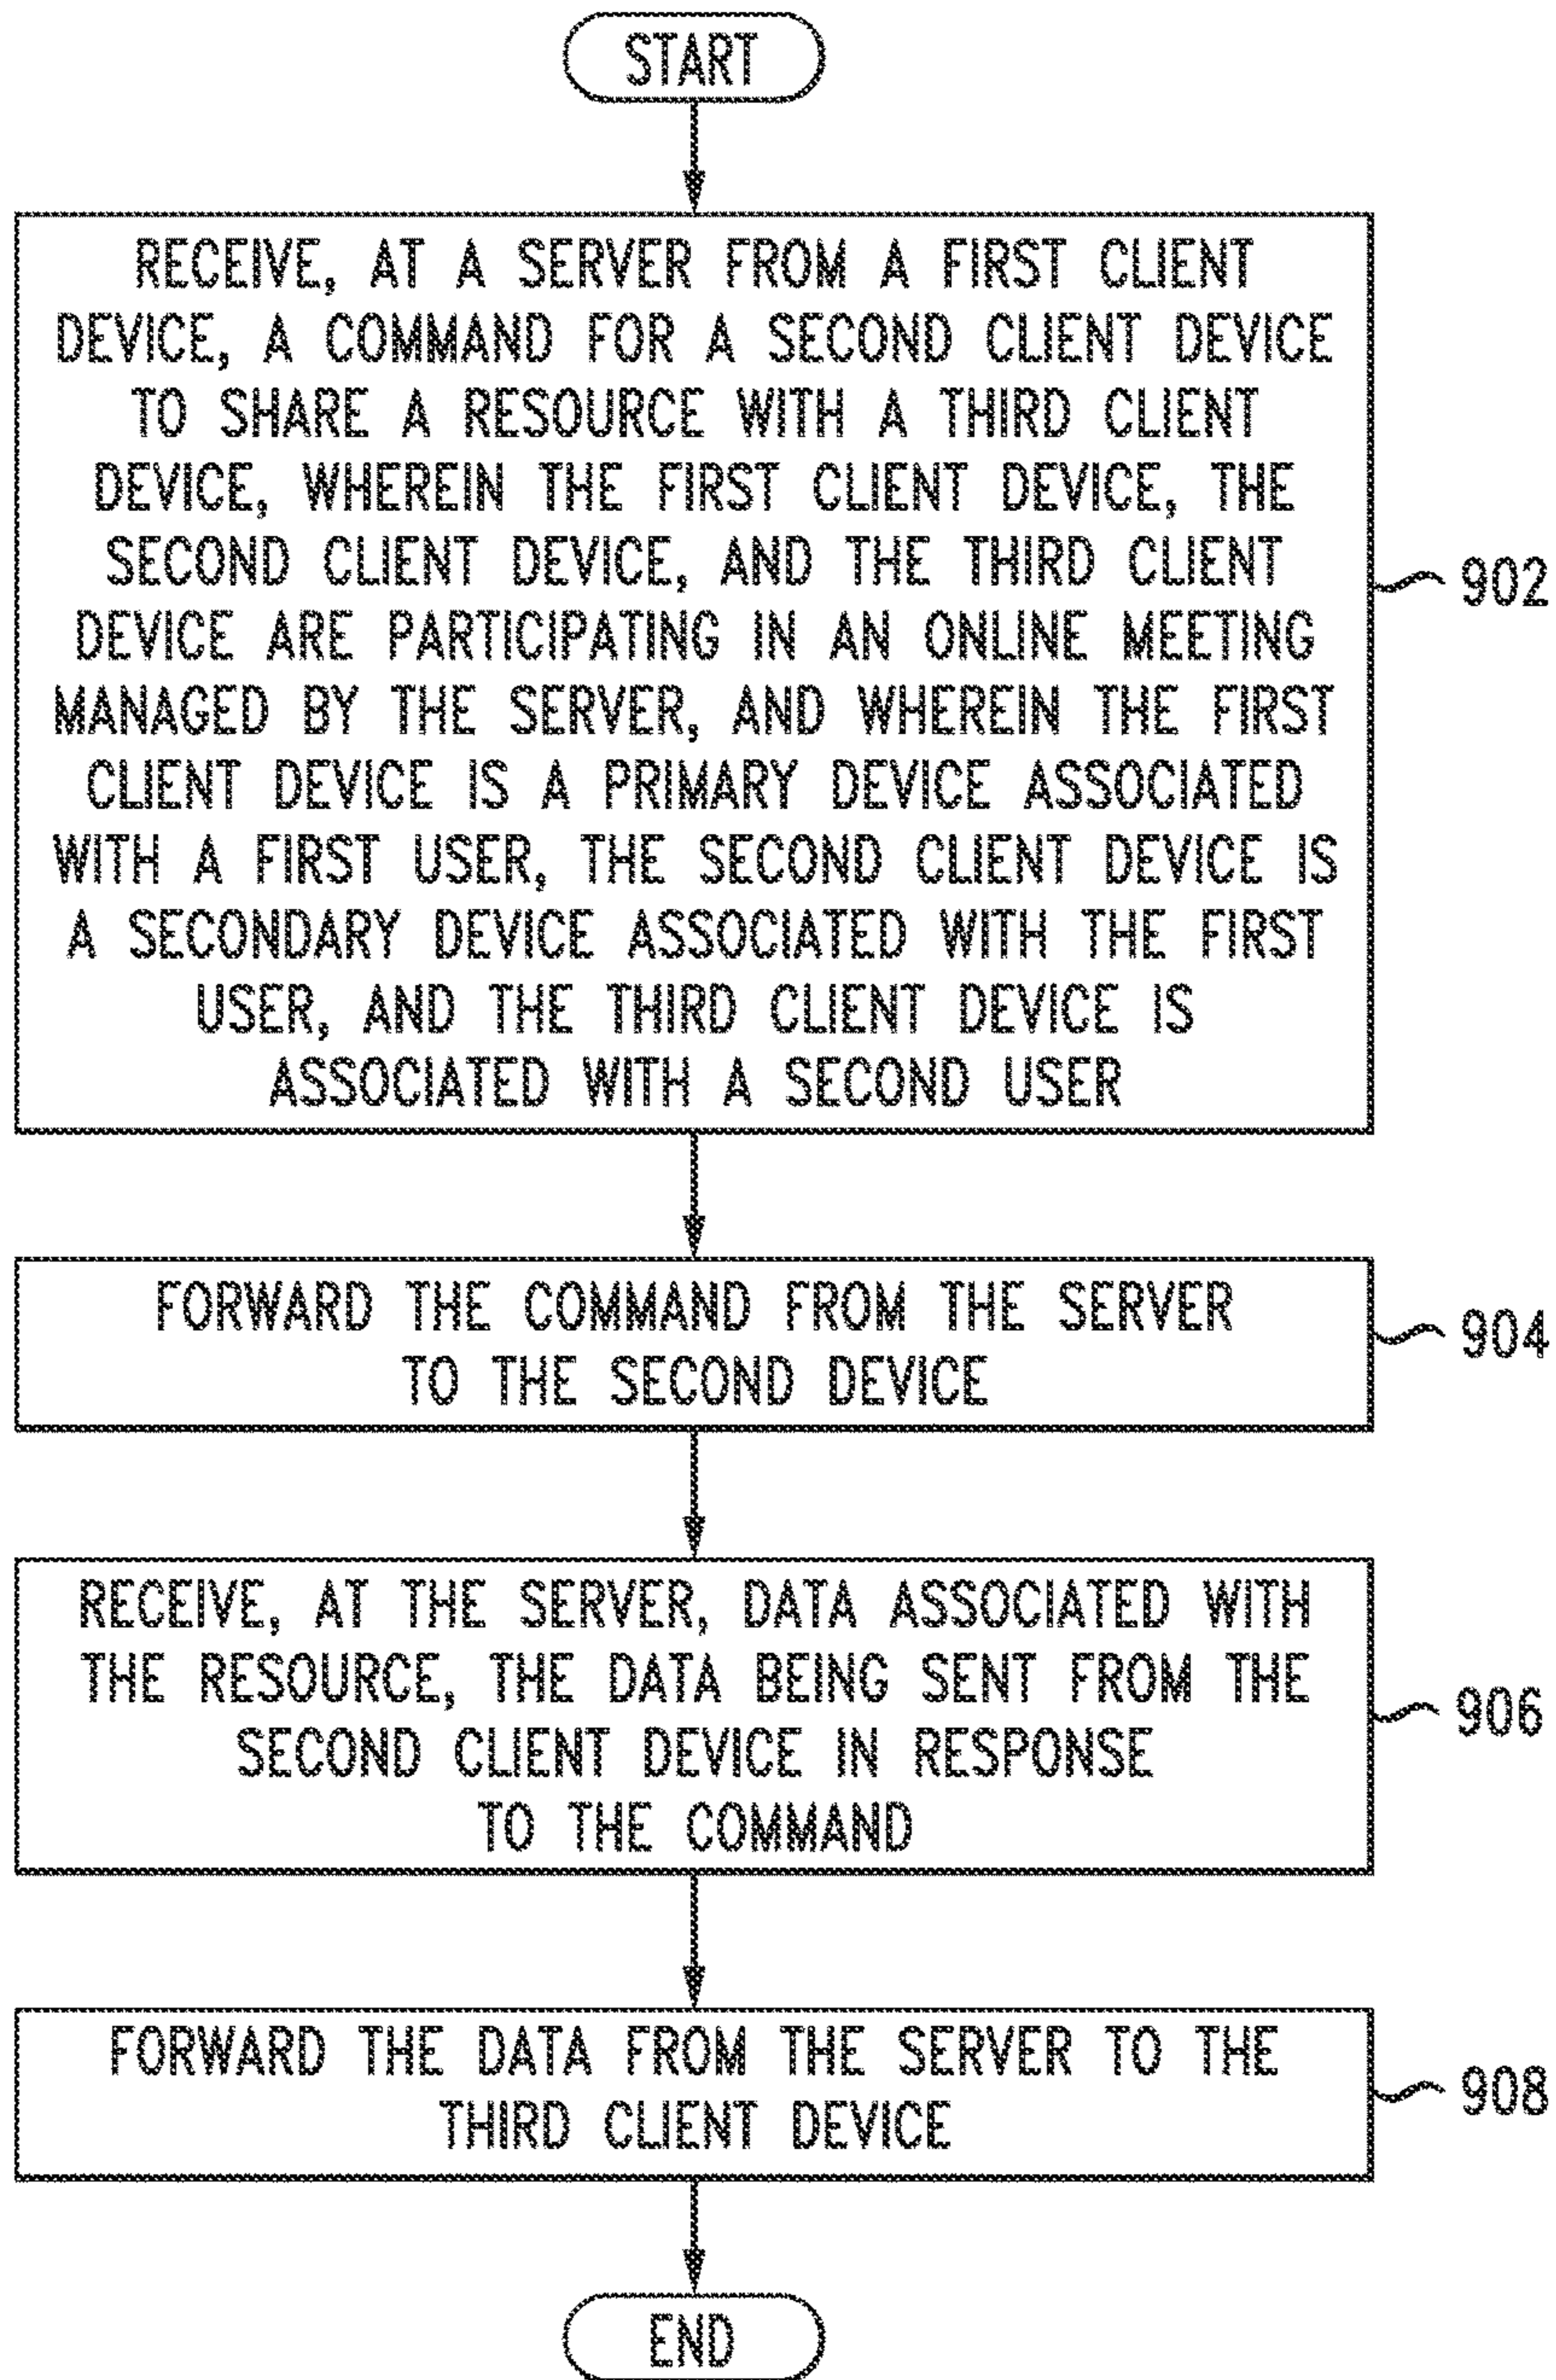 START
RECEIVE, AT A SERVER FROM A FIRST CLIENT
DEVICE, A COMMAND FOR A SECOND CLIENT DEVICE
TO SHARE A RESOURCE WITH A THIRD CLIENT
DEVICE, WHEREIN THE FIRST CLIENT DEVICE, THE
SECOND CLIENT DEVICE, AND THE THIRD CLIENT
DEVICE ARE PARTICIPATING IN AN ONLINE MEETING
MANAGED BY THE SERVER, AND WHEREIN THE FIRST
CLIENT DEVICE IS A PRIMARY DEVICE ASSOCIATED
WITH A FIRST USER, THE SECOND CLIENT DEVICE IS
A SECONDARY DEVICE ASSOCIATED WITH THE FIRST
USER, AND THE THIRD CLIENT DEVICE IS
ASSOCIATED WITH A SECOND USER
902
FORWARD THE COMMAND FROM THE SERVER
TO THE SECOND DEVICE
904
RECEIVE, AT THE SERVER, DATA ASSOCIATED WITH
THE RESOURCE, THE DATA BEING SENT FROM THE
SECOND CLIENT DEVICE IN RESPONSE
TO THE COMMAND
906
FORWARD THE DATA FROM THE SERVER TO THE
THIRD CLIENT DEVICE
908
END